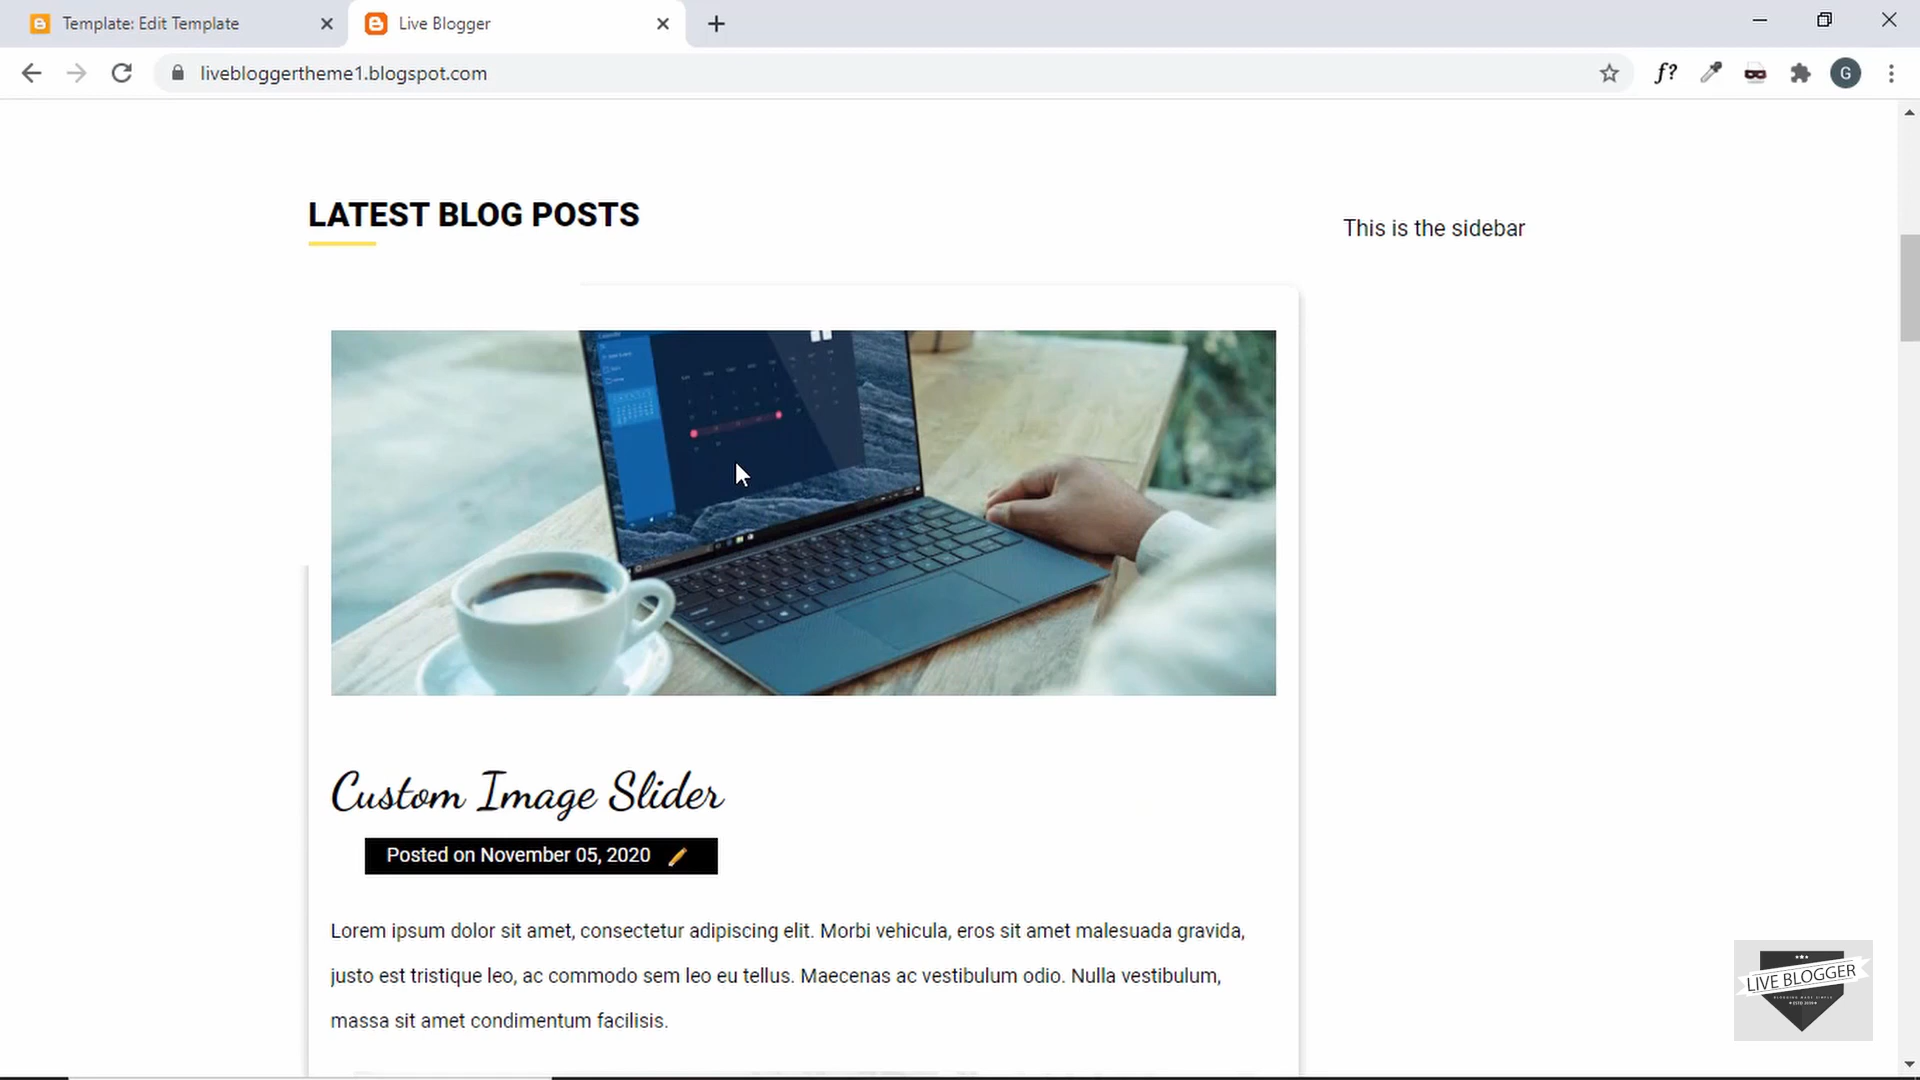 Template: Edit Template
Live Blogger
livebloggertheme1.blogspot.com
f?
G
LATEST BLOG POSTS
This is the sidebar
Custom Image Slider
Posted on November 05, 2020
Lorem ipsum dolor sit amet, consectetur adipiscing elit. Morbi vehicula, eros sit amet malesuada gravida,
justo est tristique leo, ac commodo sem leo eu tellus. Maecenas ac vestibulum odio. Nulla vestibulum,
massa sit amet condimentum facilisis.
LIVE BLOGGER
BLOGGING MADE SIMPLE